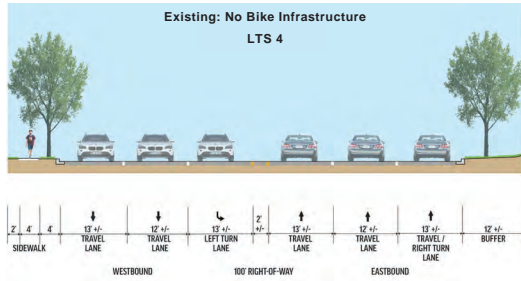 Existing: No Bike Infrastructure
LTS 4
2' 4' 4' 13' +/- 12' +/- 13' +/- 2' +/- 13' +/- 12' +/- 13' +/- 12' +/-
SIDEWALK TRAVEL LANE TRAVEL LANE LEFT TURN LANE TRAVEL LANE TRAVEL LANE TRAVEL / RIGHT TURN LANE BUFFER
WESTBOUND 100' RIGHT-OF-WAY EASTBOUND